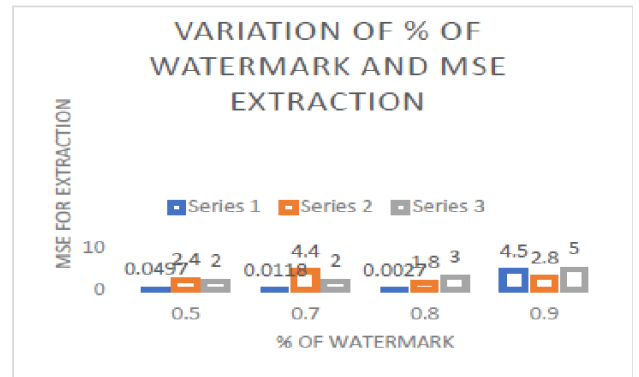 VARIATION OF % OF
WATERMARK AND MSE
EXTRACTION
MSE FOR EXTRACTION
Series 1 Series 2 Series 3
10
0
0.0497 2.4 2 0.0118 4.4 2 0.0027 1.8 3 4.5 2.8 5
0.5 0.7 0.8 0.9
% OF WATERMARK